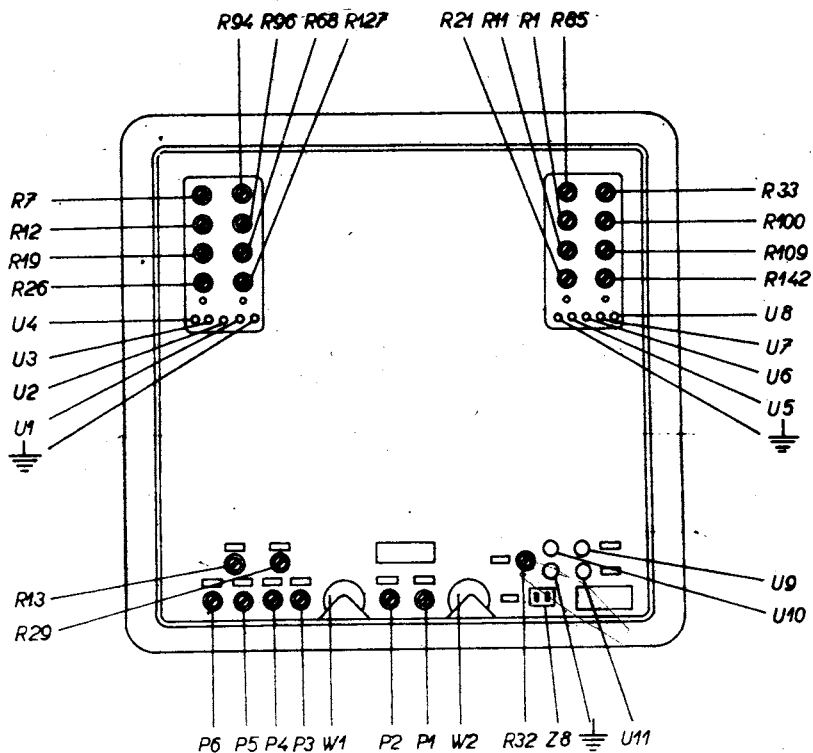 R94 R96 R68 R127 R21 R11 R1 R85
R7 R33
R12 R100
R19 R109
R26 R142
U4 U8
U3 U7
U2 U6
U1 U5
R13 U9
R29 U10
P6 P5 P4 P3 W1 P2 P1 W2 R32 Z8 U11